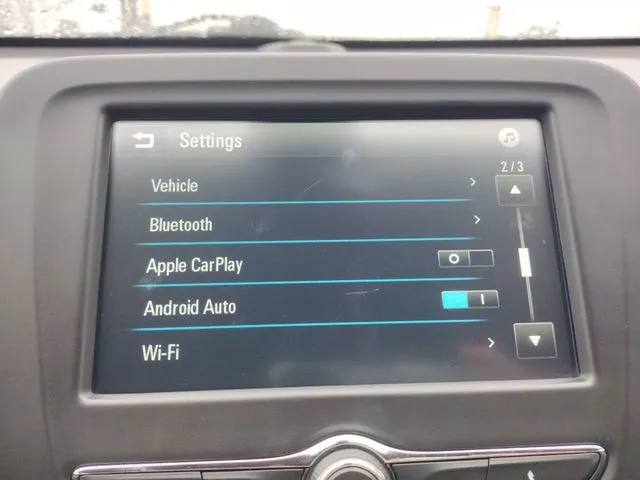 Settings
2/3
Vehicle
Bluetooth
Apple CarPlay
Android Auto
Wi-Fi